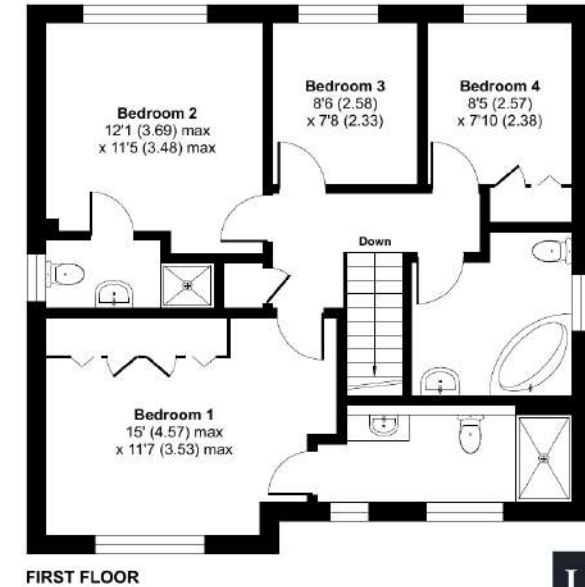 Bedroom 2
12'1 (3.69) max
x 11'5 (3.48) max
Bedroom 3
8'6 (2.58)
x 7'8 (2.33)
Bedroom 4
8'5 (2.57)
x 7'10 (2.38)
Down
Bedroom 1
15' (4.57) max
x 11'7 (3.53) max
FIRST FLOOR